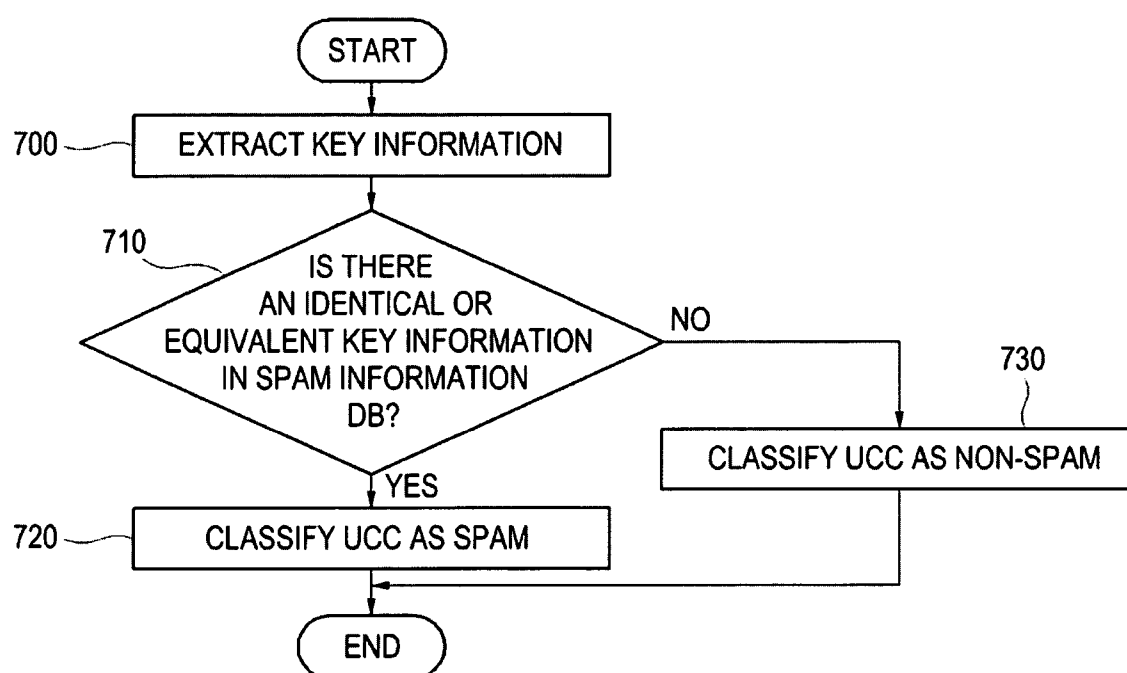 START
700
EXTRACT KEY INFORMATION
710
IS THERE
AN IDENTICAL OR
EQUIVALENT KEY INFORMATION
IN SPAM INFORMATION
DB?
NO
730
CLASSIFY UCC AS NON-SPAM
YES
720
CLASSIFY UCC AS SPAM
END